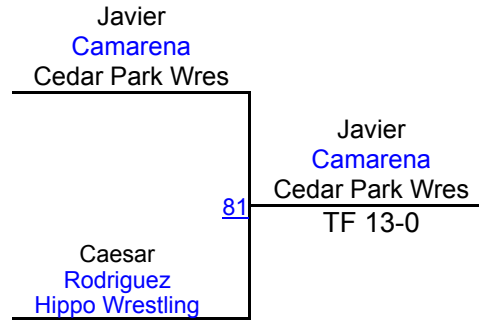 Javier
Camarena
Cedar Park Wres
Javier
Camarena
Cedar Park Wres
81
TF 13-0
Caesar
Rodriguez
Hippo Wrestling